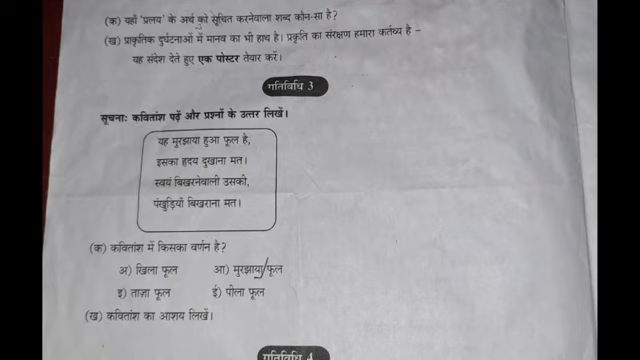 (क) यहाँ 'प्रलय' के अर्थ को सूचित करनेवाला शब्द कौन-सा है?
(ख) प्राकृतिक दुर्घटनाओं में मानव का भी हाथ है। प्रकृति का संरक्षण हमारा कर्तव्य है –
यह संदेश देते हुए एक पोस्टर तैयार करें।
गतिविधि 3
सूचनाः कवितांश पढ़ें और प्रश्नों के उत्तर लिखें।
यह मुरझाया हुआ फूल है,
इसका हृदय दुखाना मत।
स्वयं बिखरनेवाली उसकी,
पंखुड़ियाँ बिखराना मत।
(क) कवितांश में किसका वर्णन है?
अ) खिला फूल आ) मुरझाया फूल
इ) ताज़ा फूल ई) पीला फूल
(ख) कवितांश का आशय लिखें।
गतिविधि 4